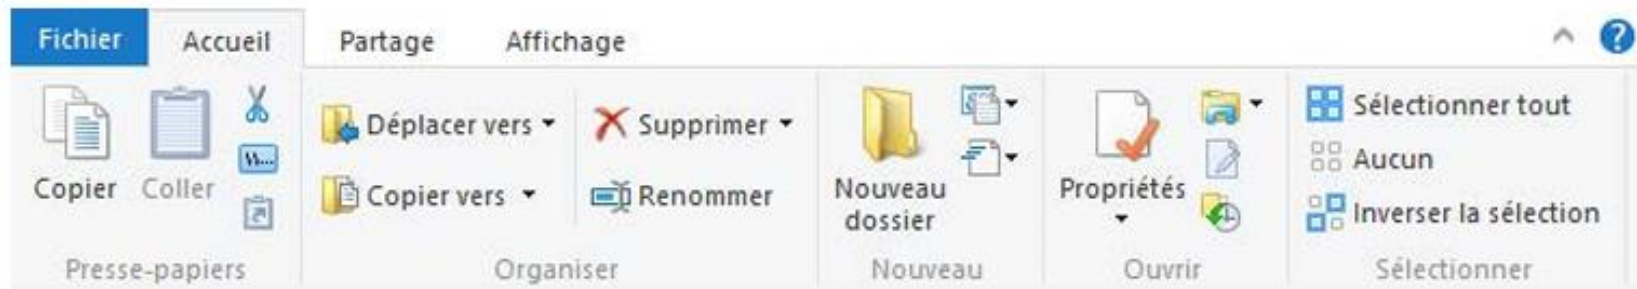 Fichier Accueil Partage Affichage
Copier Coller
Presse-papiers
Déplacer vers Supprimer
Copier vers Renommer
Organiser
Nouveau
dossier
Nouveau
Propriétés
Ouvrir
Sélectionner tout
Aucun
Inverser la sélection
Sélectionner